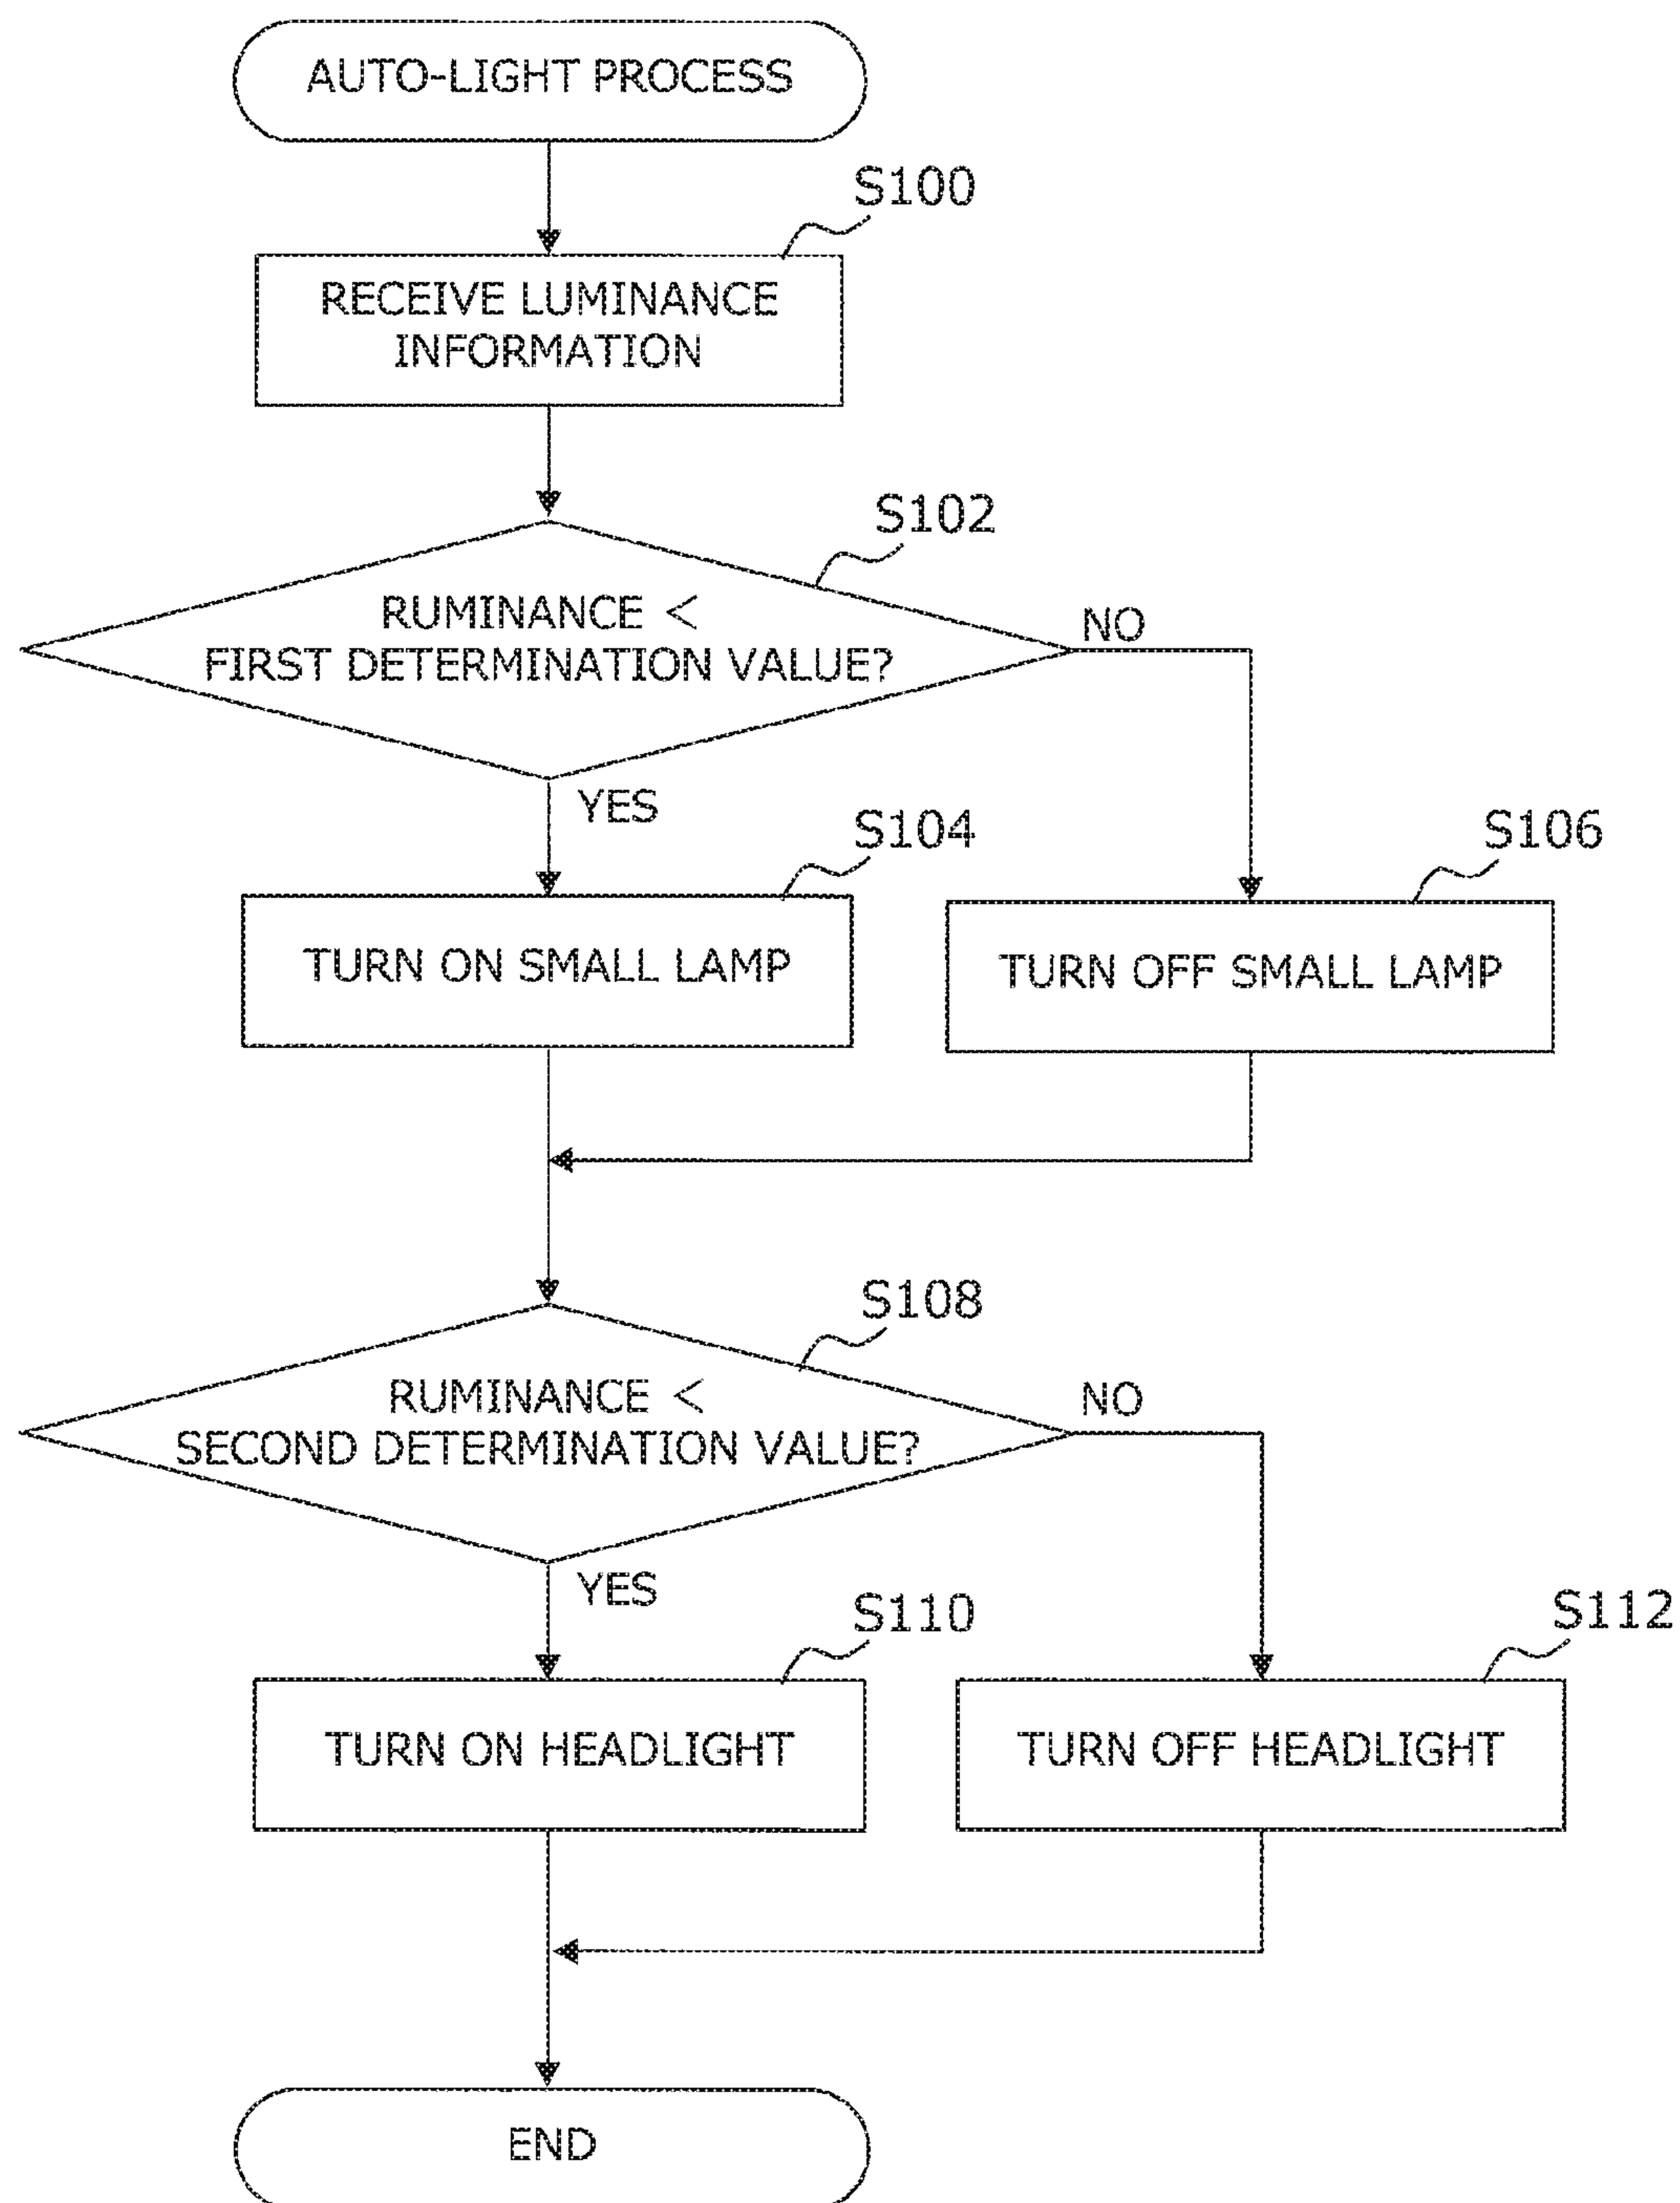 AUTO-LIGHT PROCESS
S100
RECEIVE LUMINANCE
INFORMATION
S102
RUMINANCE <
FIRST DETERMINATION VALUE?
NO
YES
S104
S106
TURN ON SMALL LAMP
TURN OFF SMALL LAMP
S108
RUMINANCE <
SECOND DETERMINATION VALUE?
NO
YES
S110
S112
TURN ON HEADLIGHT
TURN OFF HEADLIGHT
END